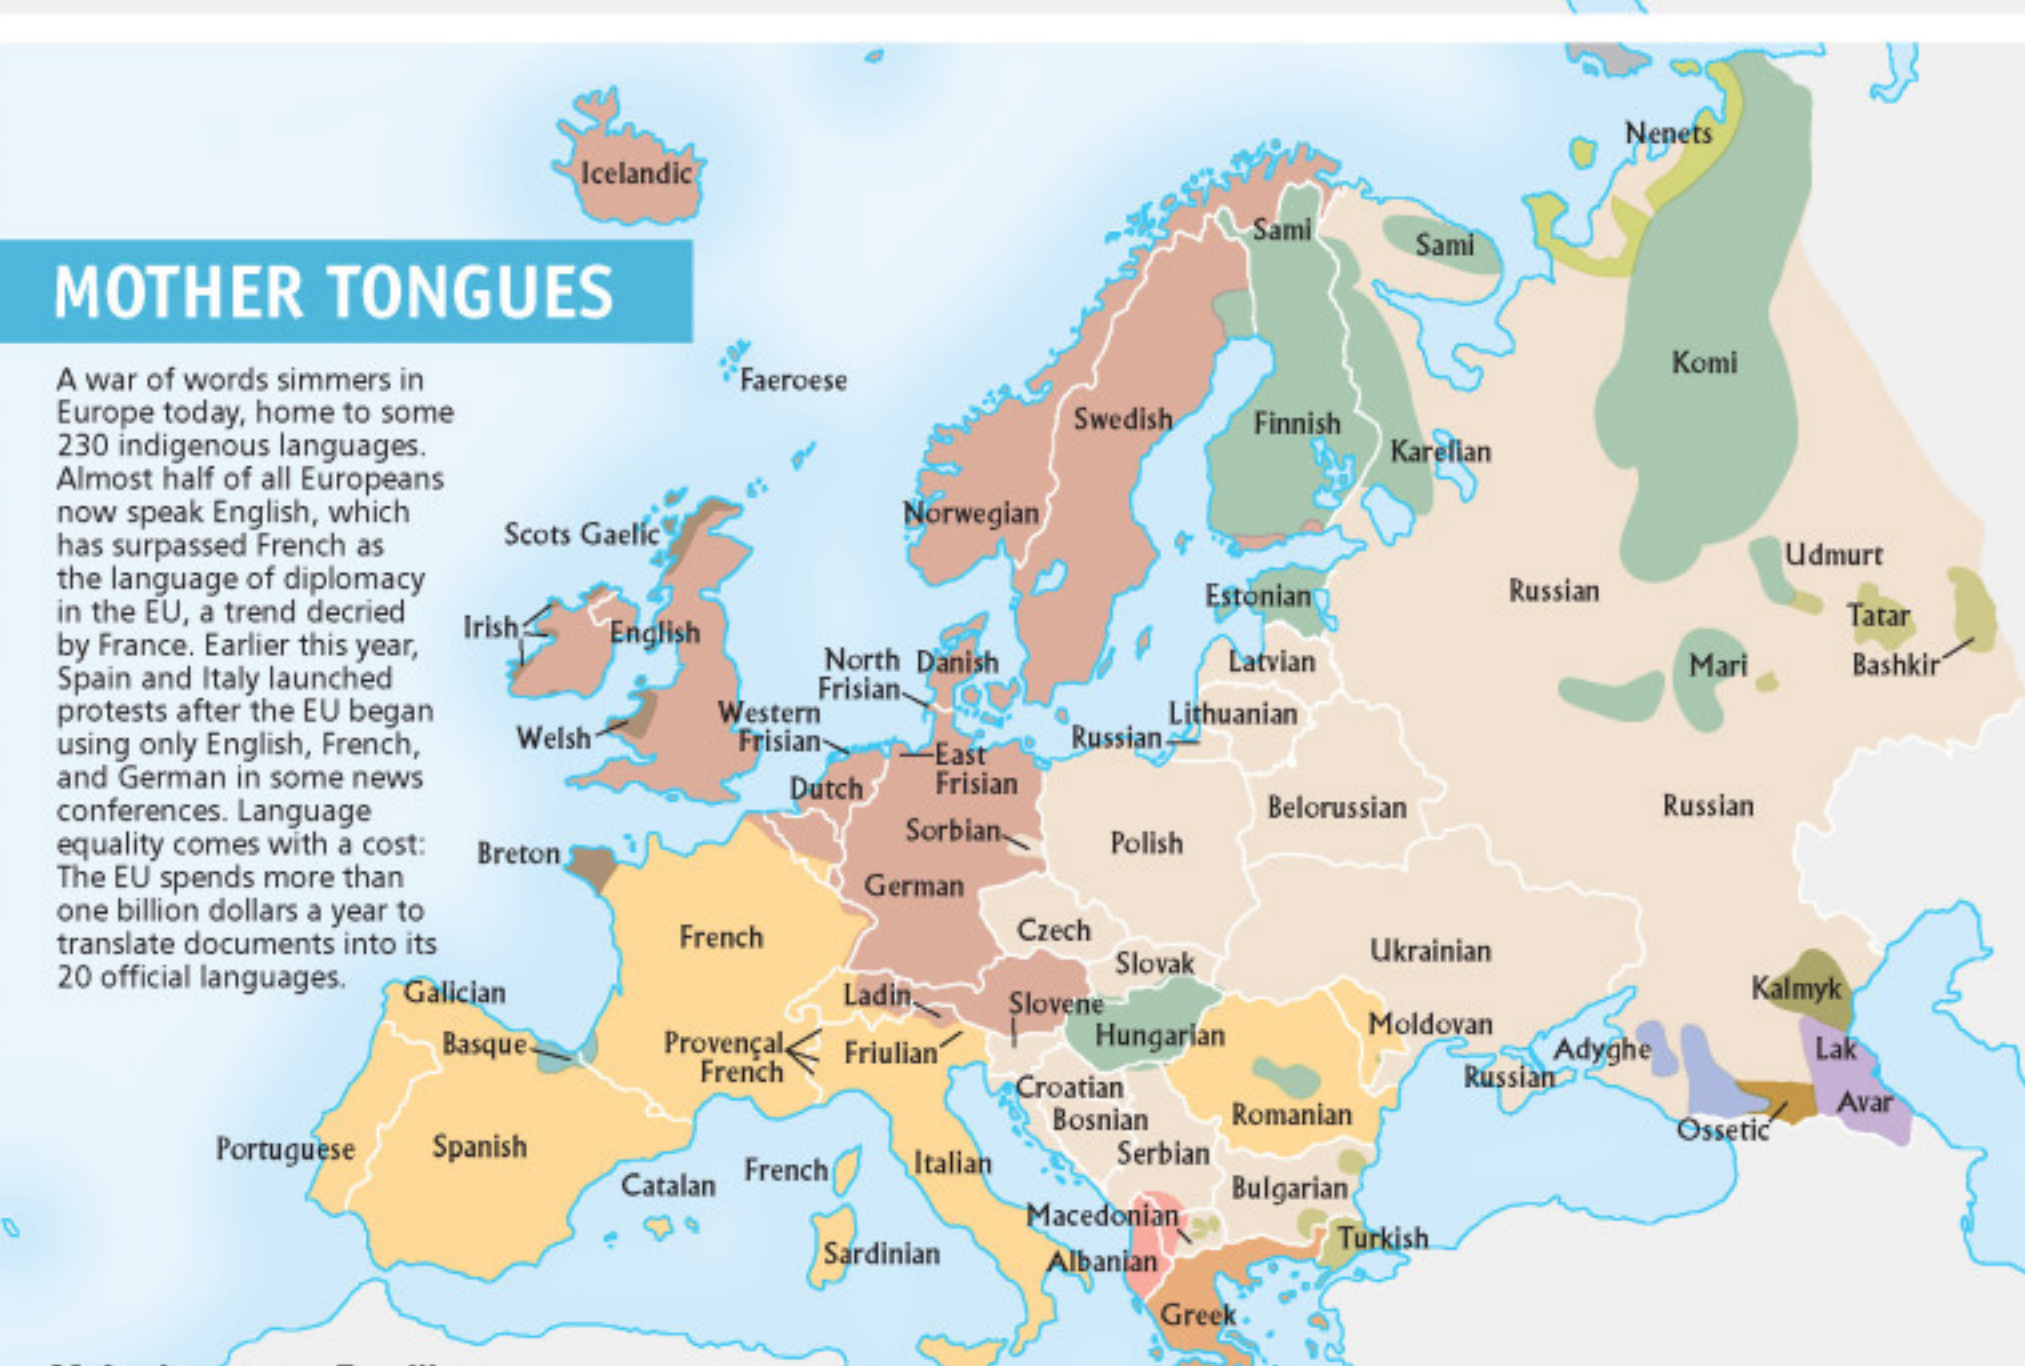 Nenets
Icelandic
Sami
Sami
MOTHER TONGUES
A war of words simmers in
Europe today, home to some
230 indigenous languages.
Almost half of all Europeans
now speak English, which
has surpassed French as
the language of diplomacy
in the EU, a trend decried
by France. Earlier this year,
Spain and Italy launched
protests after the EU began
using only English, French,
and German in some news
conferences. Language
equality comes with a cost:
The EU spends more than
one billion dollars a year to
translate documents into its
20 official languages.
Faeroese
Komi
Swedish
Finnish
Karelian
Norwegian
Scots Gaelic
Udmurt
Russian
Estonian
Tatar
Irish
English
North
Frisian
Danish
Latvian
Mari
Bashkir
Western
Frisian
Lithuanian
Welsh
Russian
East
Frisian
Dutch
Belorussian
Russian
Sorbian
Polish
Breton
German
French
Czech
Ukrainian
Slovak
Galician
Ladin
Slovene
Kalmyk
Basque
Provençal
French
Friulian
Hungarian
Moldovan
Adyghe
Lak
Russian
Croatian
Bosnian
Romanian
Avar
Ossetic
Portuguese
Spanish
Serbian
Italian
French
Catalan
Bulgarian
Macedonian
Turkish
Sardinian
Albanian
Greek